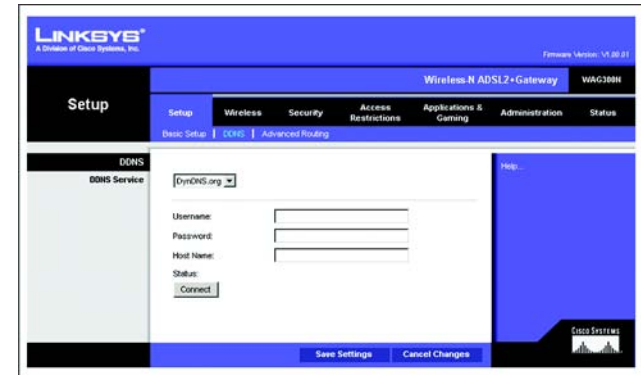 LINKSYS®
A Division of Cisco Systems, Inc.
Firmware Version: V1.00.01
Wireless-N ADSL2+Gateway WAG300N
Setup
Setup Wireless Security Access Restrictions Applications & Gaming Administration Status
Basic Setup | DDNS | Advanced Routing
DDNS
DDNS Service
DynDNS.org
Help...
Username:
Password:
Host Name:
Status:
Connect
Save Settings Cancel Changes
CISCO SYSTEMS